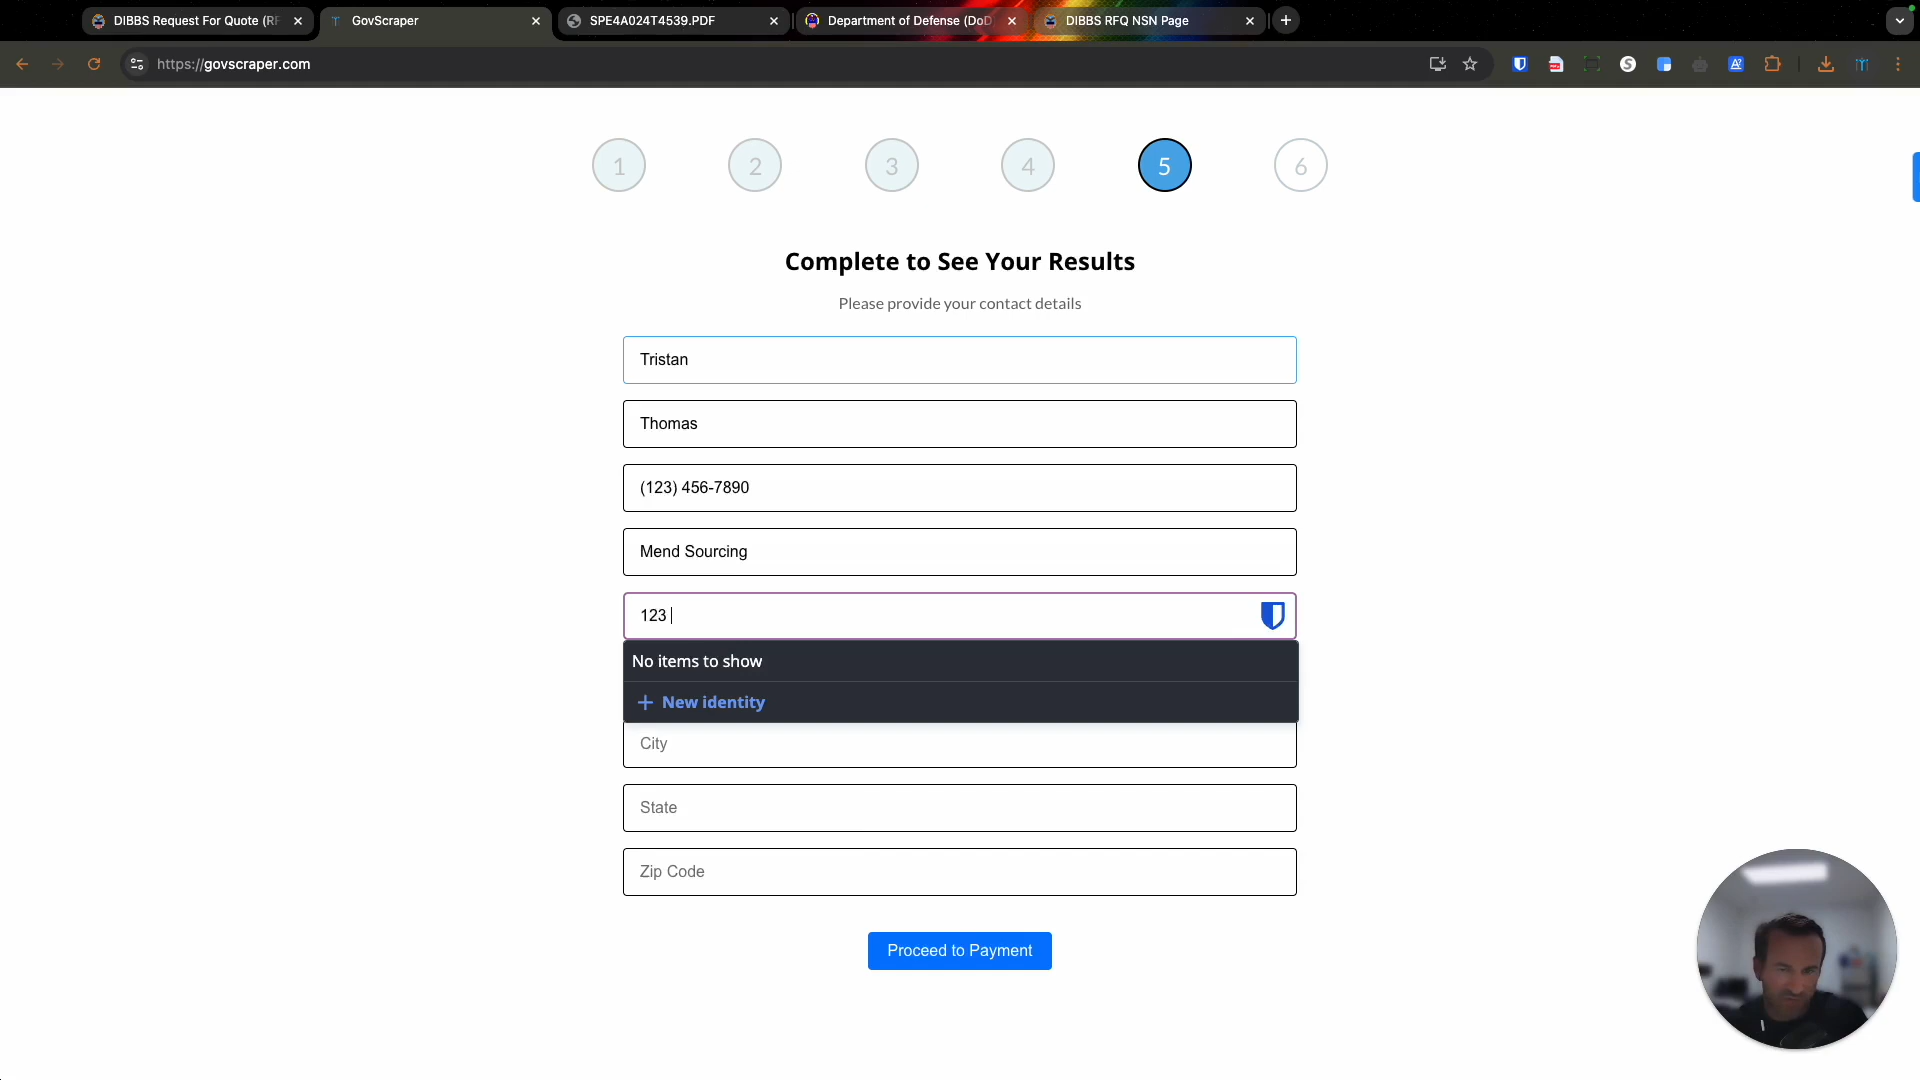 DIBBS Request For Quote (RF
GovScraper
SPE4A024T4539.PDF
Department of Defense (DoD
DIBBS RFQ NSN Page
https://govscraper.com
1
2
3
4
5
6
Complete to See Your Results
Please provide your contact details
Tristan
Thomas
(123) 456-7890
Mend Sourcing
123
No items to show
New identity
City
State
Zip Code
Proceed to Payment